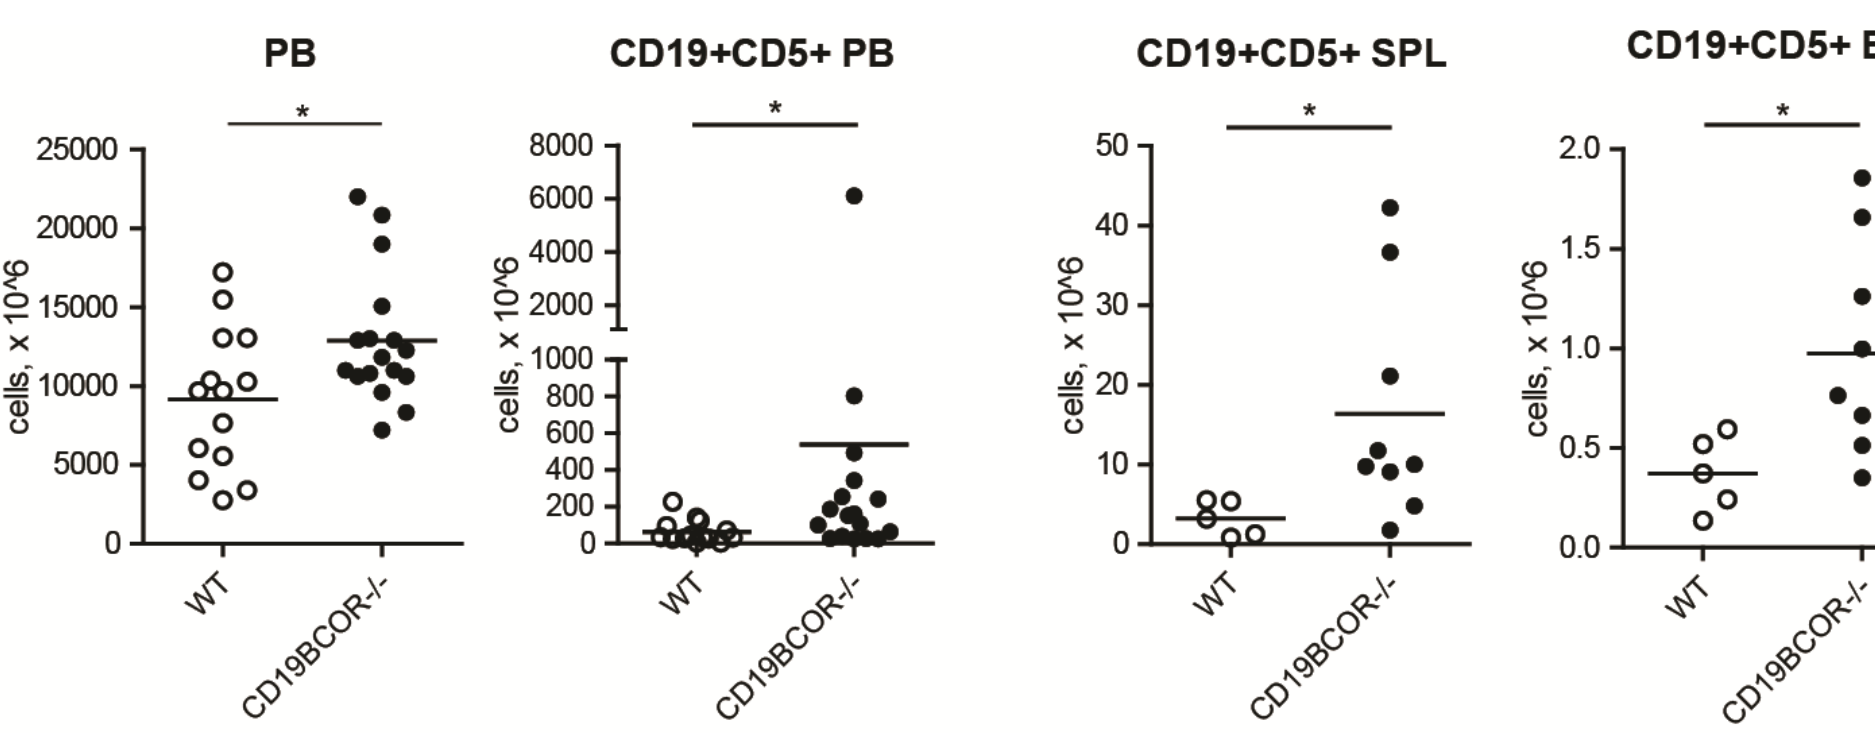 PB
*
25000
20000
15000
10000
5000
0
cells, x 10^6
WT
CD19BCOR-/-
CD19+CD5+ PB
*
8000
6000
4000
2000
1000
800
600
400
200
0
cells, x 10^6
WT
CD19BCOR-/-
CD19+CD5+ SPL
*
50
40
30
20
10
0
cells, x 10^6
WT
CD19BCOR-/-
CD19+CD5+
*
2.0
1.5
1.0
0.5
0.0
cells, x 10^6
WT
CD19BCOR-/-